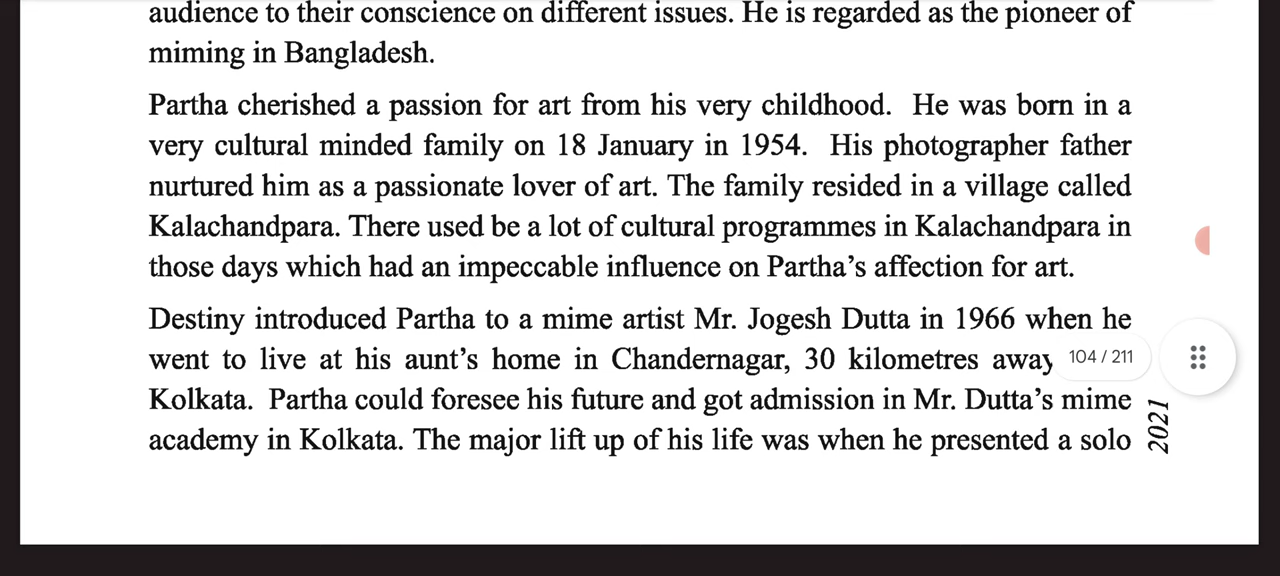 audience to their conscience on different issues. He is regarded as the pioneer of
miming in Bangladesh.
Partha cherished a passion for art from his very childhood. He was born in a
very cultural minded family on 18 January in 1954. His photographer father
nurtured him as a passionate lover of art. The family resided in a village called
Kalachandpara. There used be a lot of cultural programmes in Kalachandpara in
those days which had an impeccable influence on Partha's affection for art.
Destiny introduced Partha to a mime artist Mr. Jogesh Dutta in 1966 when he
went to live at his aunt's home in Chandernagar, 30 kilometres away
104 / 211
Kolkata. Partha could foresee his future and got admission in Mr. Dutta's mime
academy in Kolkata. The major lift up of his life was when he presented a solo
2021